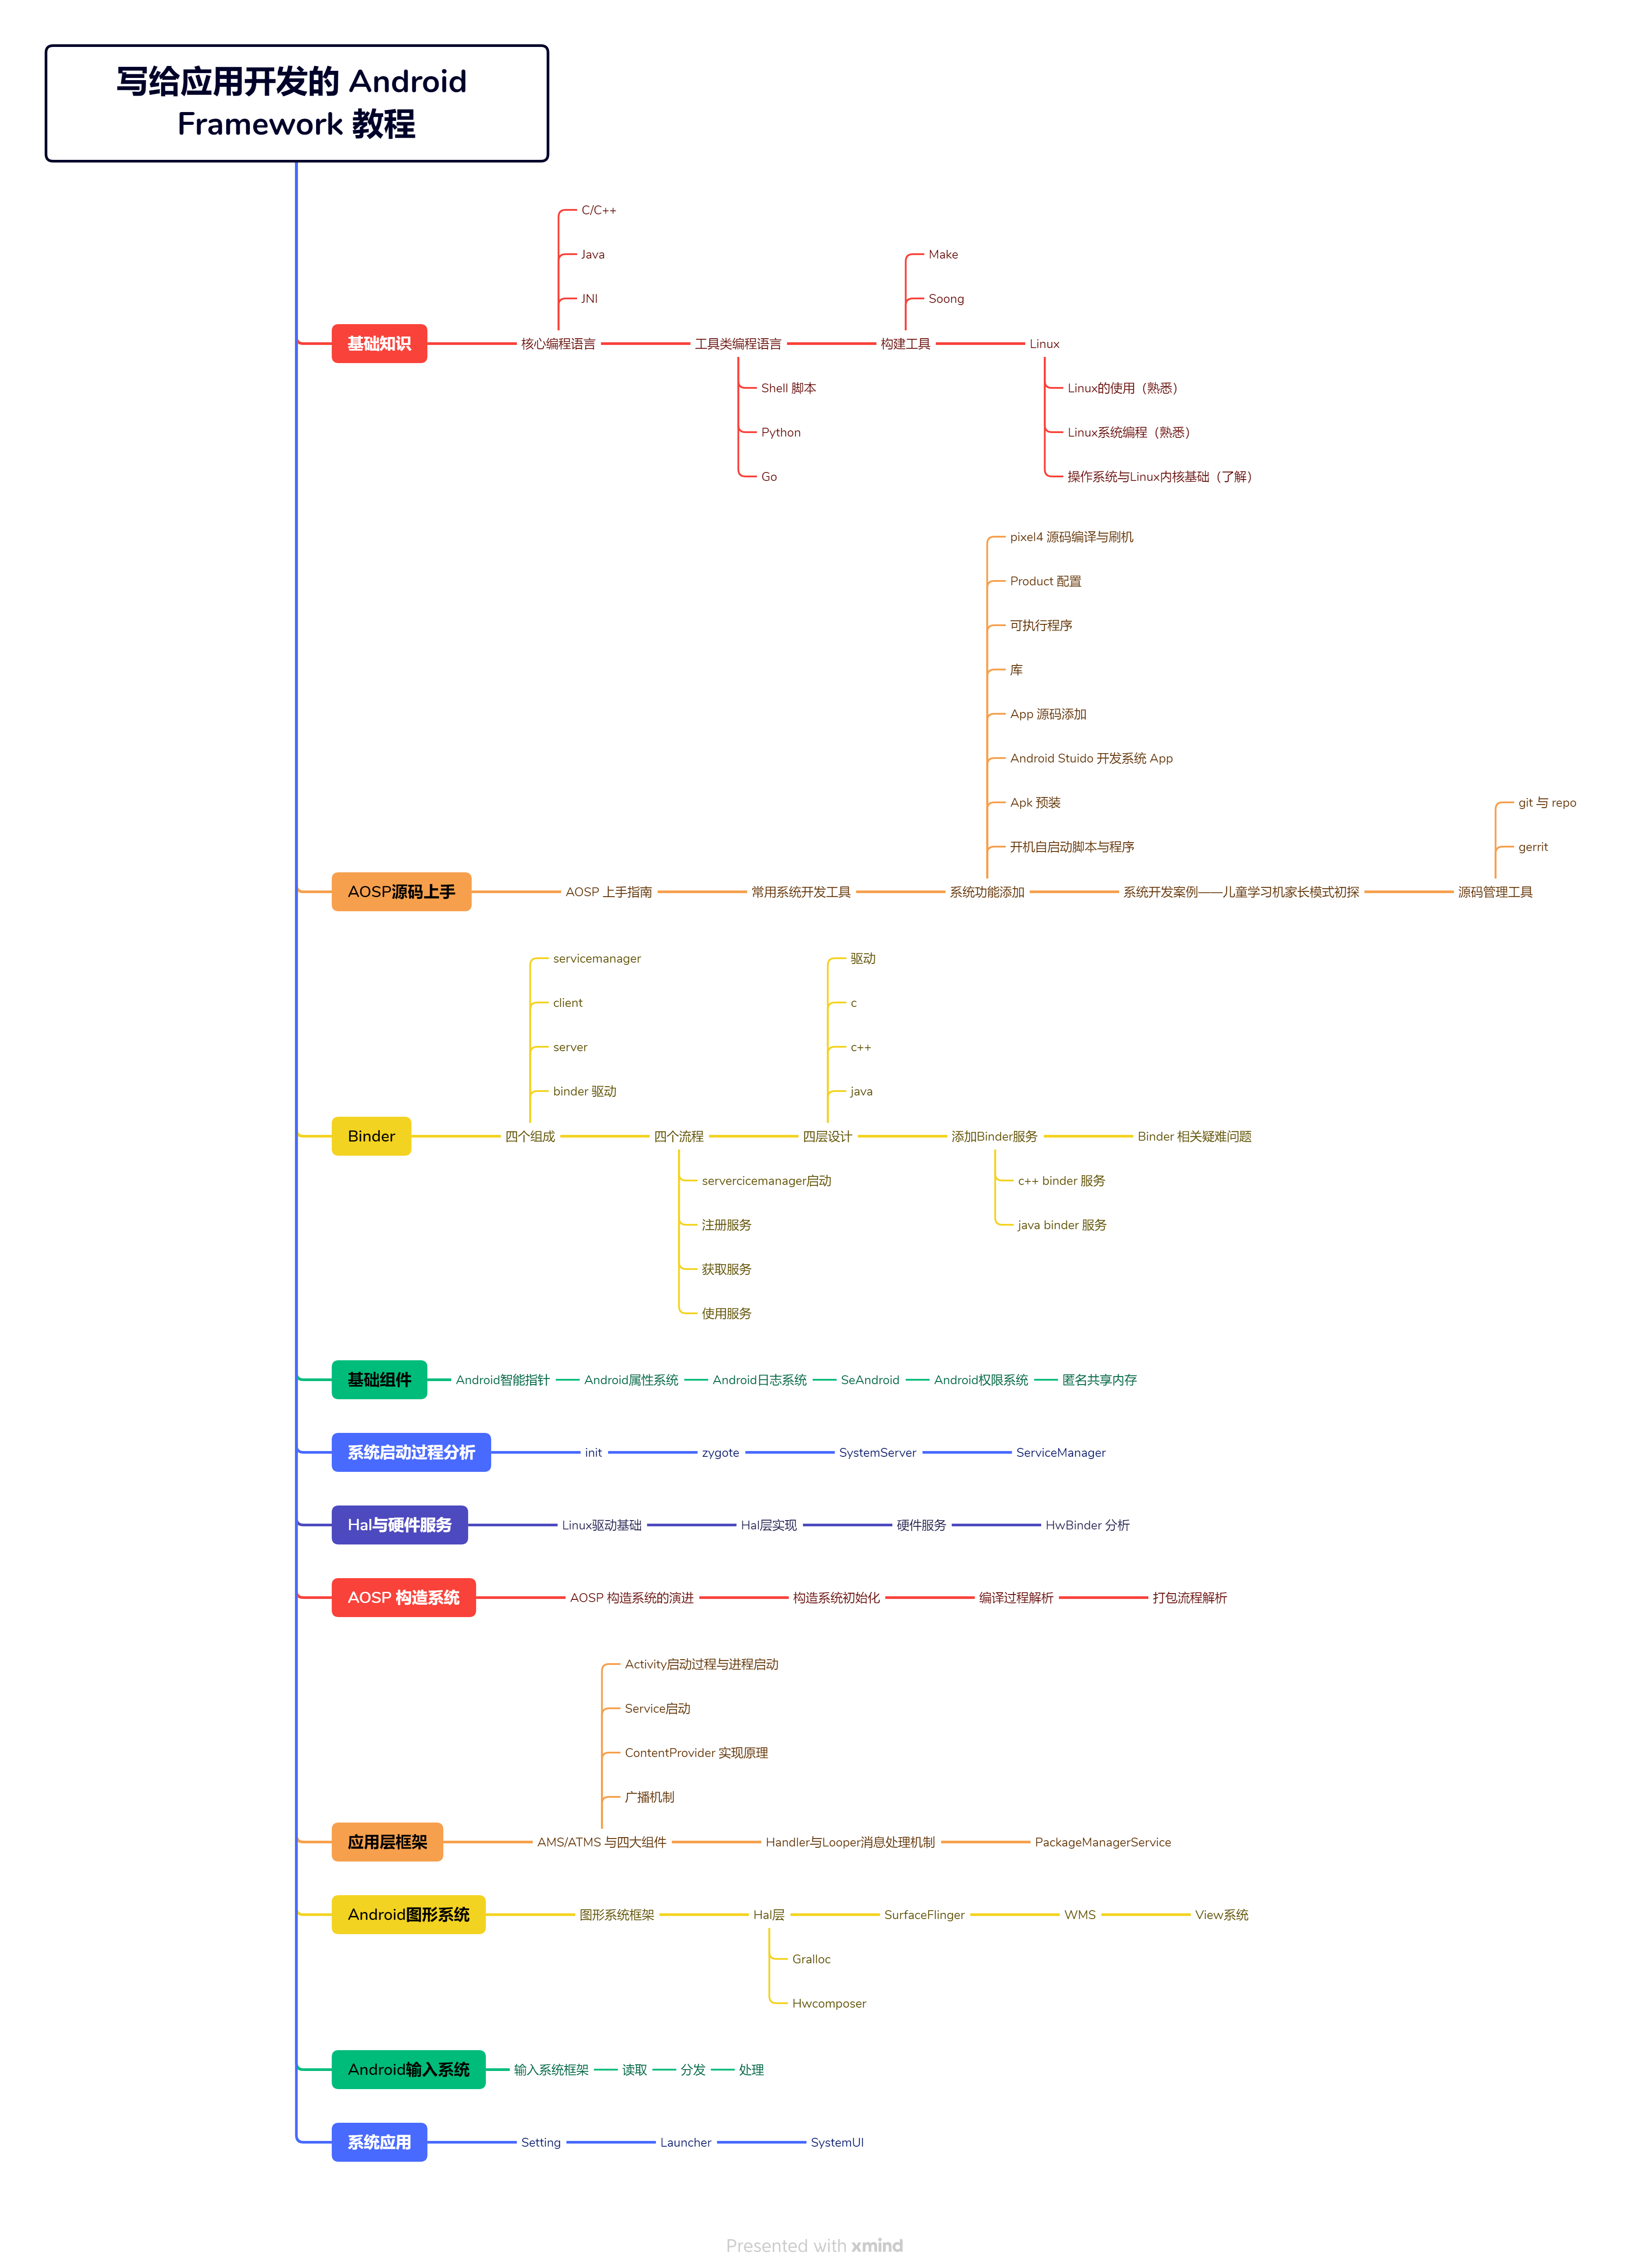 写给应用开发的 Android
Framework 教程
C/C++
Java
JNI
Make
Soong
基础知识
核心编程语言
工具类编程语言
构建工具
Linux
Shell 脚本
Python
Go
Linux的使用（熟悉）
Linux系统编程（熟悉）
操作系统与Linux内核基础（了解）
pixel4 源码编译与刷机
Product 配置
可执行程序
库
App 源码添加
Android Stuido 开发系统 App
Apk 预装
开机自启动脚本与程序
git 与 repo
gerrit
AOSP源码上手
AOSP 上手指南
常用系统开发工具
系统功能添加
系统开发案例——儿童学习机家长模式初探
源码管理工具
servicemanager
client
server
binder 驱动
驱动
c
c++
java
Binder
四个组成
四个流程
四层设计
添加Binder服务
Binder 相关疑难问题
servercicemanager启动
注册服务
获取服务
使用服务
c++ binder 服务
java binder 服务
基础组件
Android智能指针
Android属性系统
Android日志系统
SeAndroid
Android权限系统
匿名共享内存
系统启动过程分析
init
zygote
SystemServer
ServiceManager
Hal与硬件服务
Linux驱动基础
Hal层实现
硬件服务
HwBinder 分析
AOSP 构造系统
AOSP 构造系统的演进
构造系统初始化
编译过程解析
打包流程解析
Activity启动过程与进程启动
Service启动
ContentProvider 实现原理
广播机制
应用层框架
AMS/ATMS 与四大组件
Handler与Looper消息处理机制
PackageManagerService
Android图形系统
图形系统框架
Hal层
SurfaceFlinger
WMS
View系统
Gralloc
Hwcomposer
Android输入系统
输入系统框架
读取
分发
处理
系统应用
Setting
Launcher
SystemUI
Presented with xmind